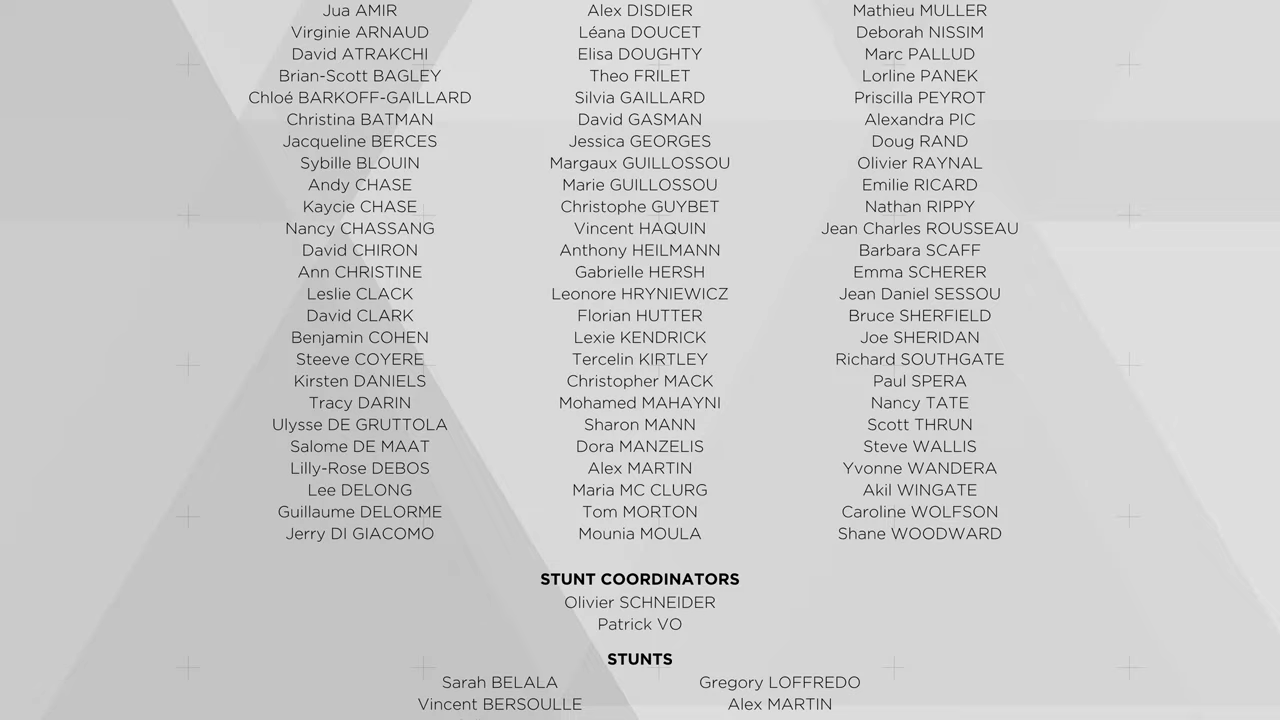 Jua AMIR
Virginie ARNAUD
David ATRAKCHI
Brian-Scott BAGLEY
Chloé BARKOFF-GAILLARD
Christina BATMAN
Jacqueline BERCES
Sybille BLOUIN
Andy CHASE
Kaycie CHASE
Nancy CHASSANG
David CHIRON
Ann CHRISTINE
Leslie CLACK
David CLARK
Benjamin COHEN
Steeve COYERE
Kirsten DANIELS
Tracy DARIN
Ulysse DE GRUTTOLA
Salome DE MAAT
Lilly-Rose DEBOS
Lee DELONG
Guillaume DELORME
Jerry DI GIACOMO
Alex DISDIER
Léana DOUCET
Elisa DOUGHTY
Theo FRILET
Silvia GAILLARD
David GASMAN
Jessica GEORGES
Margaux GUILLOSSOU
Marie GUILLOSSOU
Christophe GUYBET
Vincent HAQUIN
Anthony HEILMANN
Gabrielle HERSH
Leonore HRYNIEWICZ
Florian HUTTER
Lexie KENDRICK
Tercelin KIRTLEY
Christopher MACK
Mohamed MAHAYNI
Sharon MANN
Dora MANZELIS
Alex MARTIN
Maria MC CLURG
Tom MORTON
Mounia MOULA
Mathieu MULLER
Deborah NISSIM
Marc PALLUD
Lorline PANEK
Priscilla PEYROT
Alexandra PIC
Doug RAND
Olivier RAYNAL
Emilie RICARD
Nathan RIPPY
Jean Charles ROUSSEAU
Barbara SCAFF
Emma SCHERER
Jean Daniel SESSOU
Bruce SHERFIELD
Joe SHERIDAN
Richard SOUTHGATE
Paul SPERA
Nancy TATE
Scott THRUN
Steve WALLIS
Yvonne WANDERA
Akil WINGATE
Caroline WOLFSON
Shane WOODWARD
STUNT COORDINATORS
Olivier SCHNEIDER
Patrick VO
STUNTS
Sarah BELALA
Vincent BERSOULLE
Gregory LOFFREDO
Alex MARTIN